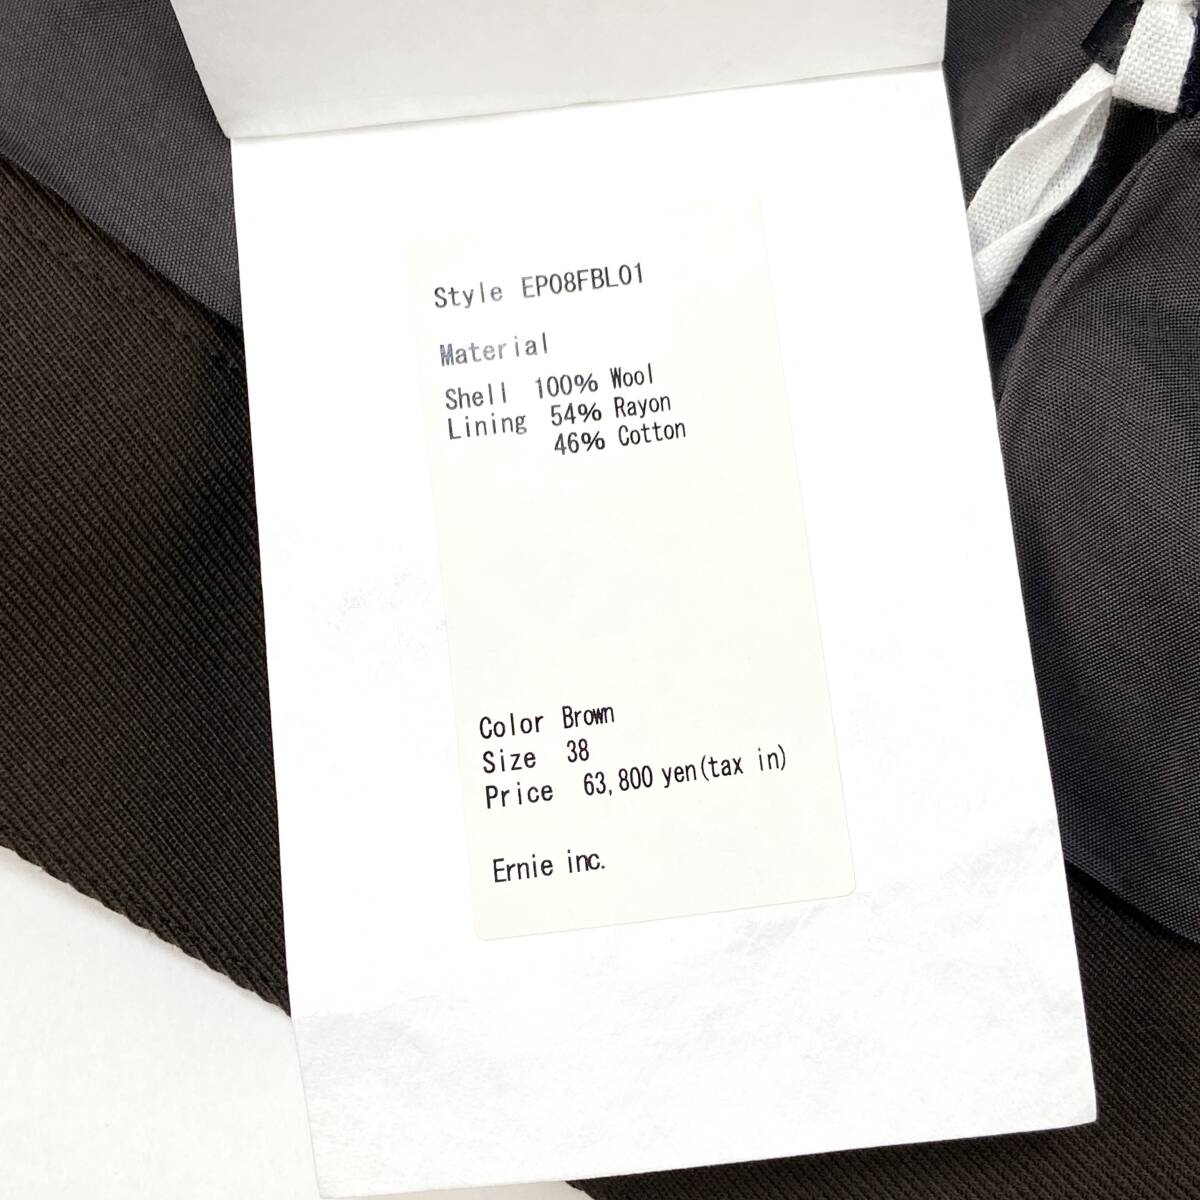 Style EP08FBL01
Material
Shell 100% Wool
Lining 54% Rayon
46% Cotton
Color Brown
Size 38
Price 63,800 yen(tax in)
Ernie inc.